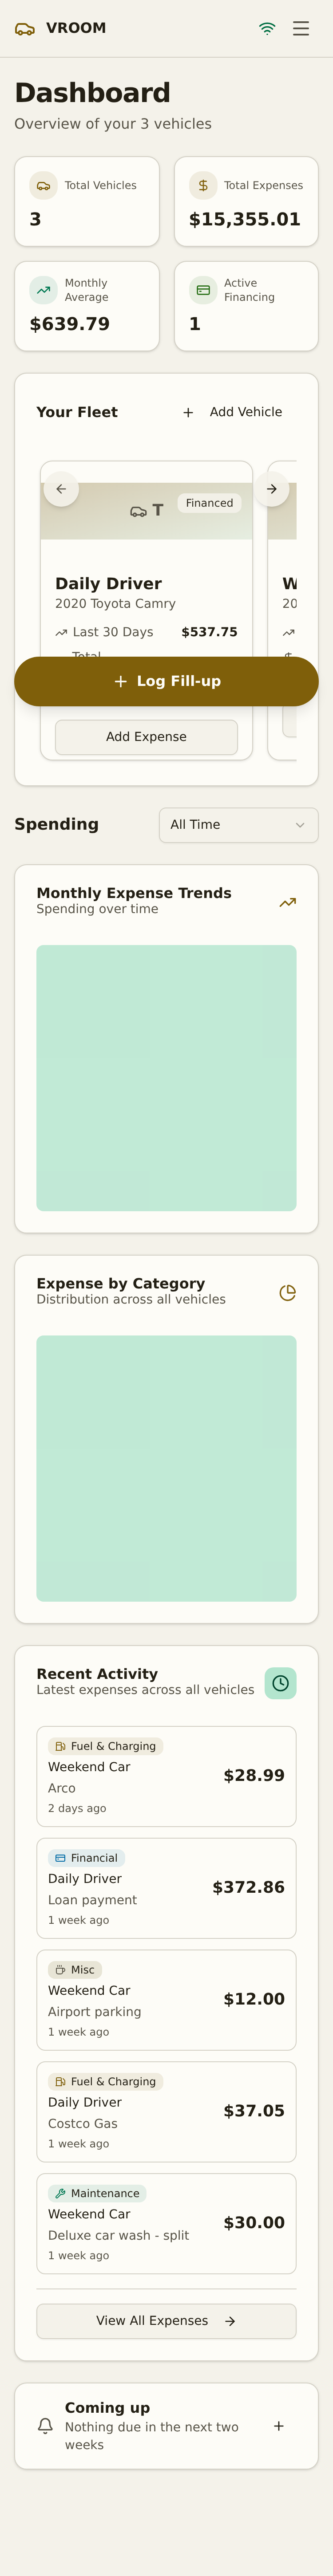 VROOM
Dashboard
Overview of your 3 vehicles
Total Vehicles
3
Total Expenses
$15,355.01
Monthly
Average
$639.79
Active
Financing
1
Your Fleet
Add Vehicle
T
Financed
Daily Driver
2020 Toyota Camry
Last 30 Days
$537.75
W
20
Log Fill-up
Add Expense
Spending
All Time
Monthly Expense Trends
Spending over time
Expense by Category
Distribution across all vehicles
Recent Activity
Latest expenses across all vehicles
Fuel & Charging
Weekend Car
Arco
2 days ago
$28.99
Financial
Daily Driver
Loan payment
1 week ago
$372.86
Misc
Weekend Car
Airport parking
1 week ago
$12.00
Fuel & Charging
Daily Driver
Costco Gas
1 week ago
$37.05
Maintenance
Weekend Car
Deluxe car wash - split
1 week ago
$30.00
View All Expenses
Coming up
Nothing due in the next two
weeks